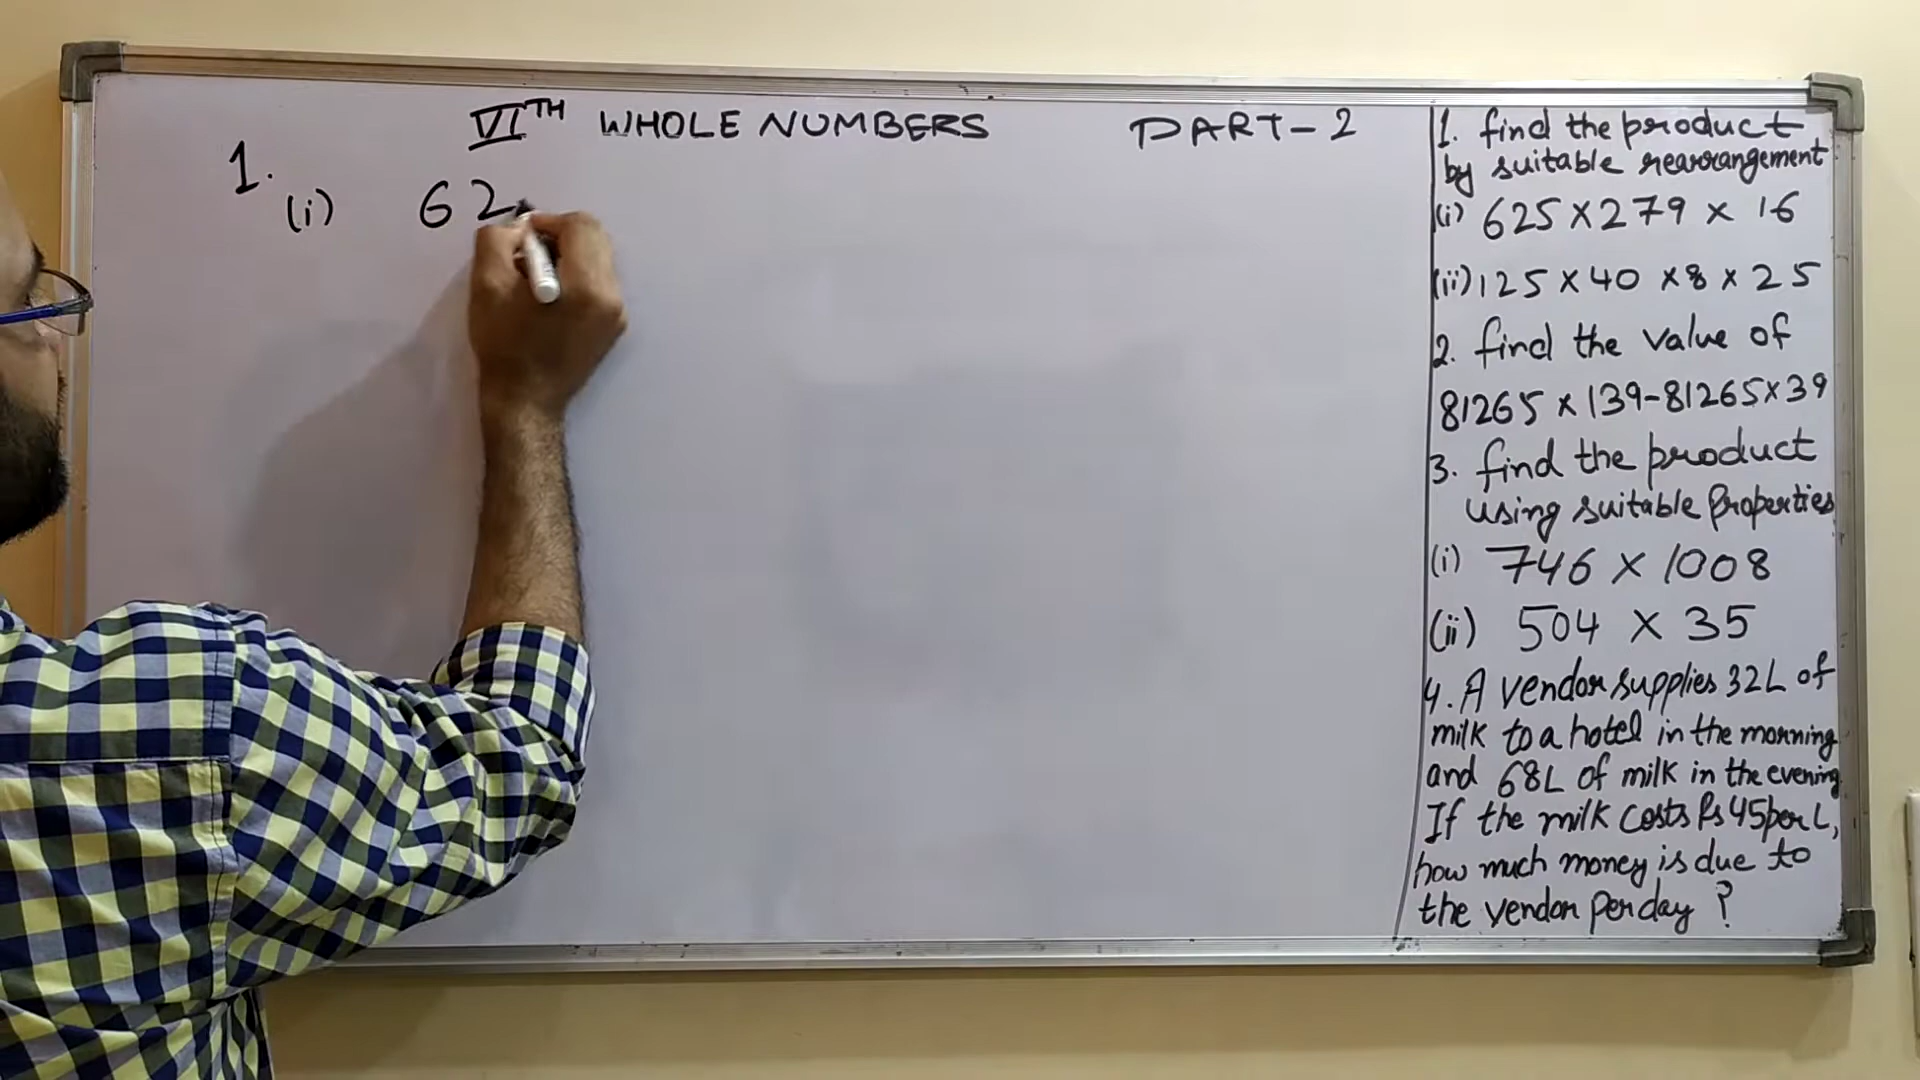 VITH WHOLE NUMBERS PART-2
1.
(i) 62
1. find the product
by suitable rearrangement
(i) 625 × 279 × 16
(ii) 125 × 40 × 8 × 25
2. find the value of
81265 × 139-81265×39
3. find the product
using suitable Properties
(i) 746 × 1008
(ii) 504 × 35
4. A vendor supplies 32L of
milk to a hotel in the morning
and 68L of milk in the evening.
If the milk costs Rs 45 per L,
how much money is due to
the vendor per day ?